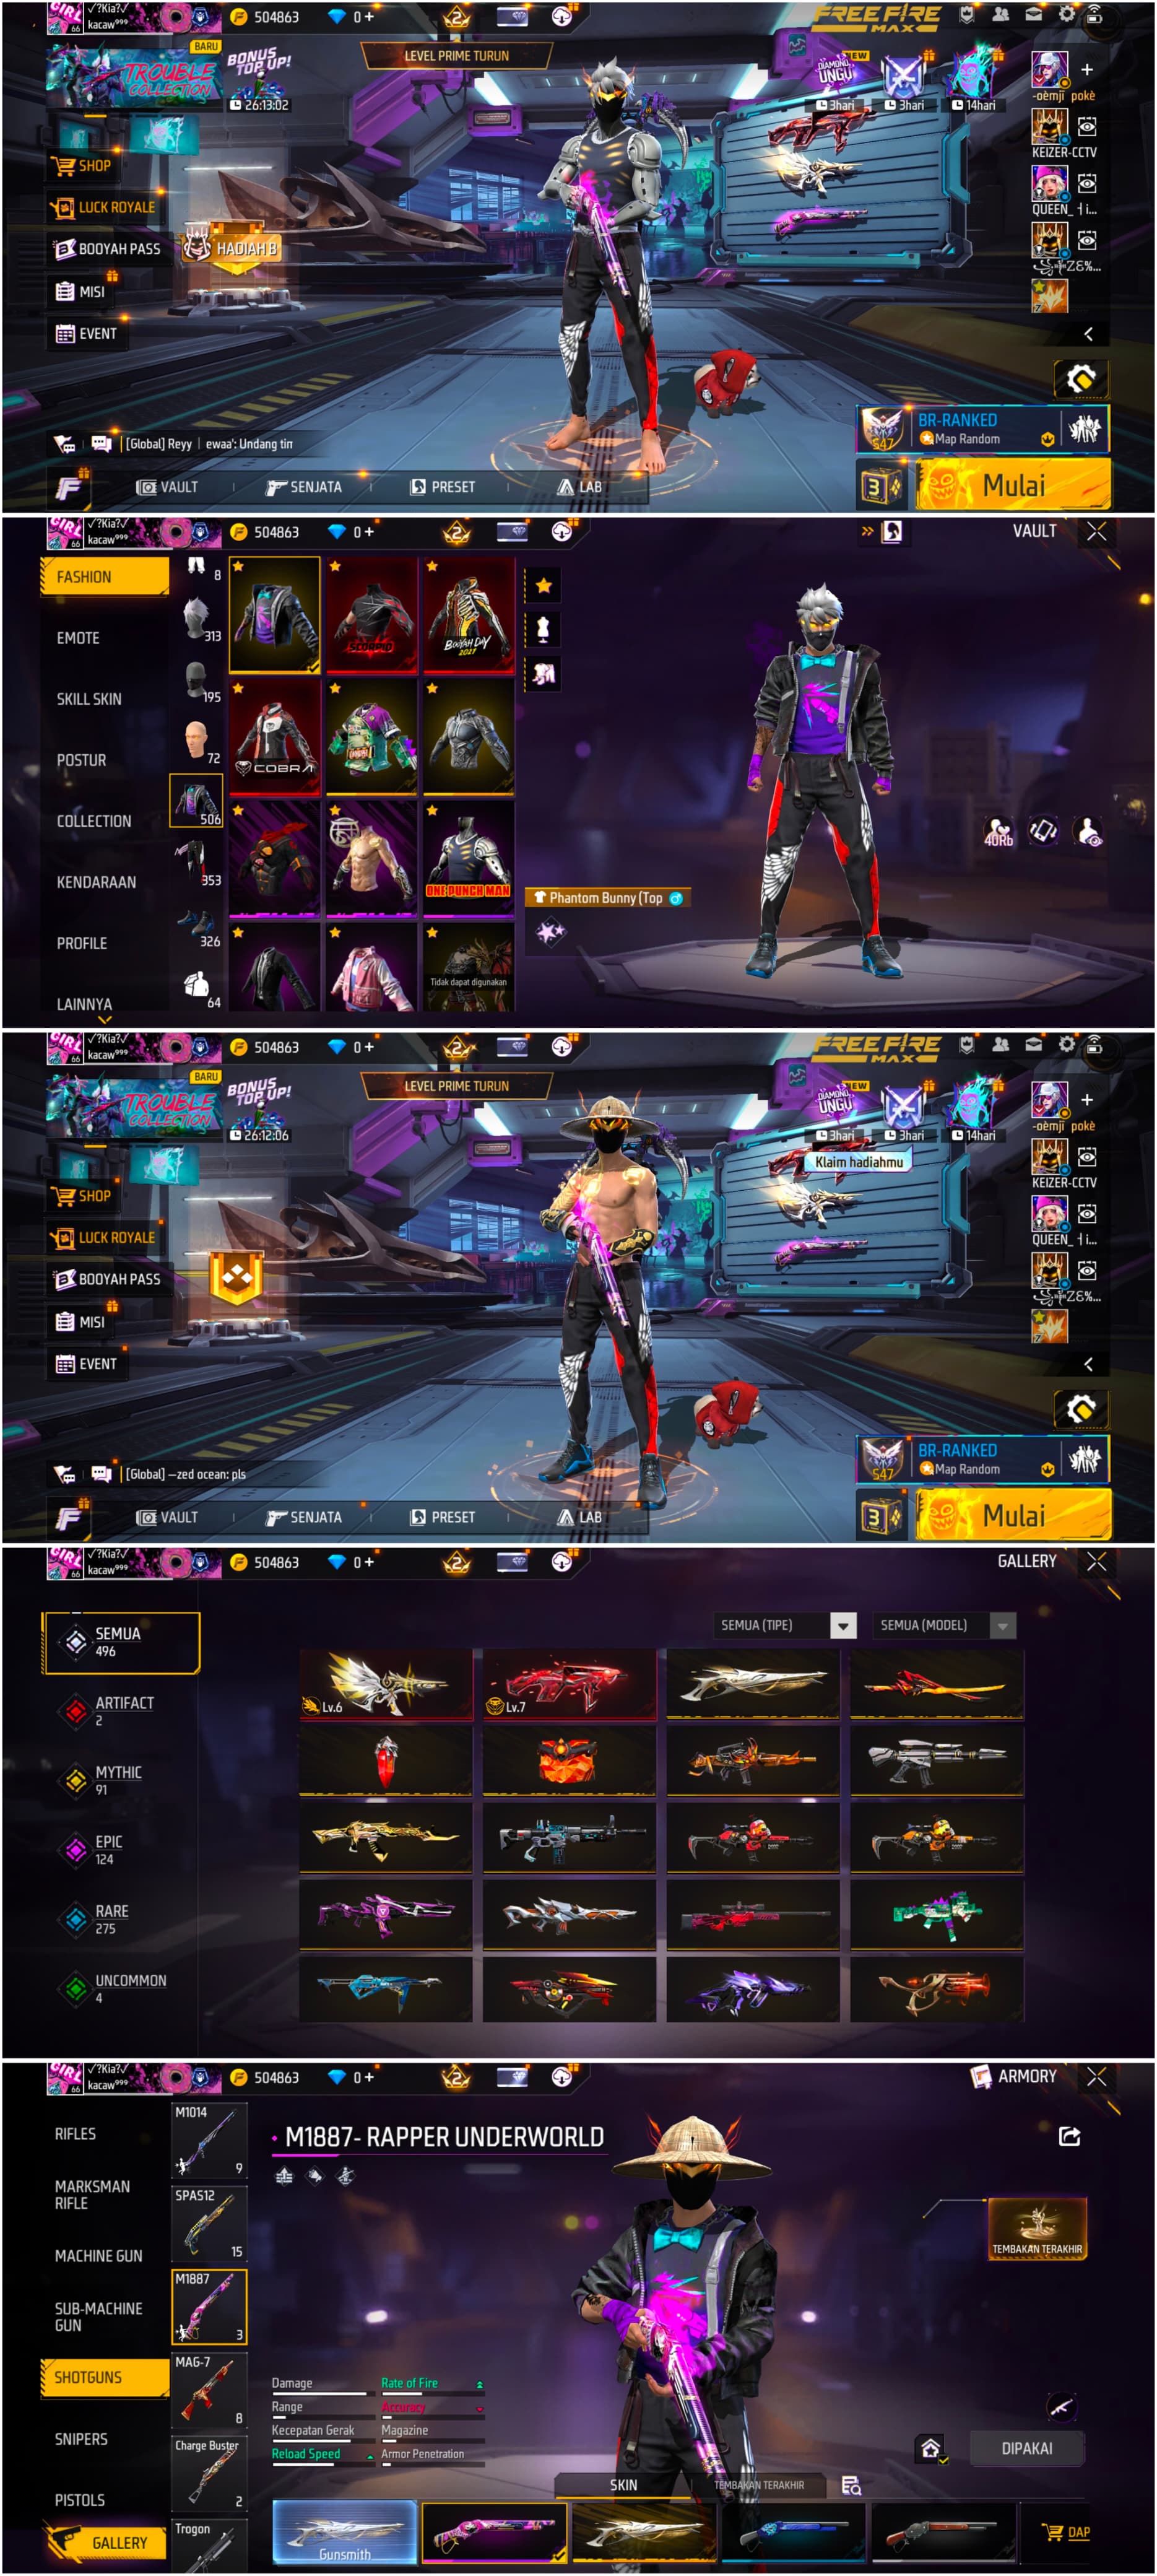 GIRL
66
√?Kia?√
kacaw⁹⁹⁹
504863
0 +
2
FREE FIRE
MAX
BARU
TROUBLE
COLLECTION
BONUS
TOP UP!
26:13:02
LEVEL PRIME TURUN
NEW
DIAMOND
UNGU
3hari
3hari
14hari
SHOP
LUCK ROYALE
BOOYAH PASS
HADIAH B
MISI
EVENT
KEIZER-CCTV
S47
BR-RANKED
Map Random
[Global] Reyy | ewaa': Undang tim
VAULT
SENJATA
PRESET
LAB
3
Mulai
GIRL
66
√?Kia?√
kacaw⁹⁹⁹
504863
0 +
2
VAULT
FASHION
EMOTE
SKILL SKIN
POSTUR
COLLECTION
KENDARAAN
PROFILE
LAINNYA
8
313
195
72
506
353
326
64
SCORPIO
BOOYAH DAY
2021
COBRA
ONE PUNCH MAN
Tidak dapat digunakan
Phantom Bunny (Top
40Rb
GIRL
66
√?Kia?√
kacaw⁹⁹⁹
504863
0 +
2
FREE FIRE
MAX
BARU
TROUBLE
COLLECTION
BONUS
TOP UP!
26:12:06
LEVEL PRIME TURUN
NEW
DIAMOND
UNGU
3hari
3hari
14hari
Klaim hadiahmu
SHOP
LUCK ROYALE
BOOYAH PASS
MISI
EVENT
KEIZER-CCTV
S47
BR-RANKED
Map Random
[Global] —zed ocean: pls
VAULT
SENJATA
PRESET
LAB
3
Mulai
GIRL
66
√?Kia?√
kacaw⁹⁹⁹
504863
0 +
2
GALLERY
SEMUA
496
ARTIFACT
2
MYTHIC
91
EPIC
124
RARE
275
UNCOMMON
4
SEMUA (TIPE)
SEMUA (MODEL)
Lv.6
Lv.7
GIRL
66
√?Kia?√
kacaw⁹⁹⁹
504863
0 +
2
ARMORY
RIFLES
MARKSMAN
RIFLE
MACHINE GUN
SUB-MACHINE
GUN
SHOTGUNS
SNIPERS
PISTOLS
GALLERY
M1014
9
SPAS12
15
M1887
3
MAG-7
8
Charge Buster
2
Trogon
M1887- RAPPER UNDERWORLD
TEMBAKAN TERAKHIR
Damage
Rate of Fire
Range
Accuracy
Kecepatan Gerak
Magazine
Reload Speed
Armor Penetration
DIPAKAI
SKIN
TEMBAKAN TERAKHIR
Gunsmith
DAP